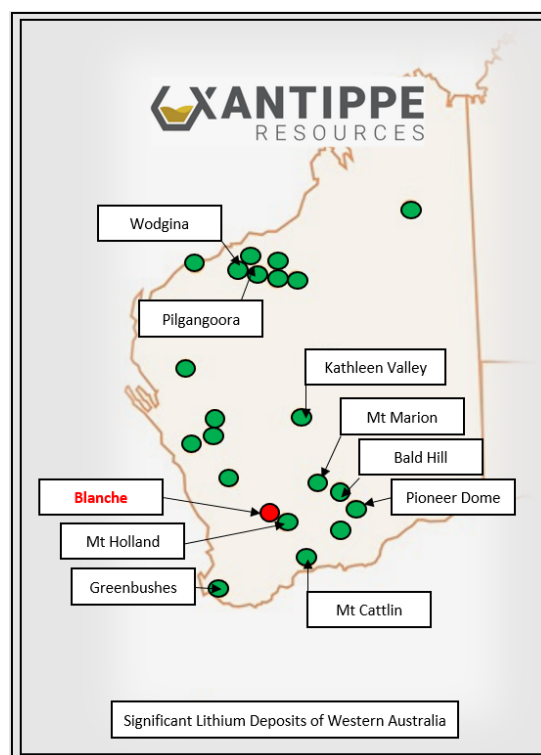 XANTIPPE
RESOURCES
Wodgina
Pilgangoora
Kathleen Valley
Mt Marion
Bald Hill
Blanche
Pioneer Dome
Mt Holland
Greenbushes
Mt Cattlin
Significant Lithium Deposits of Western Australia